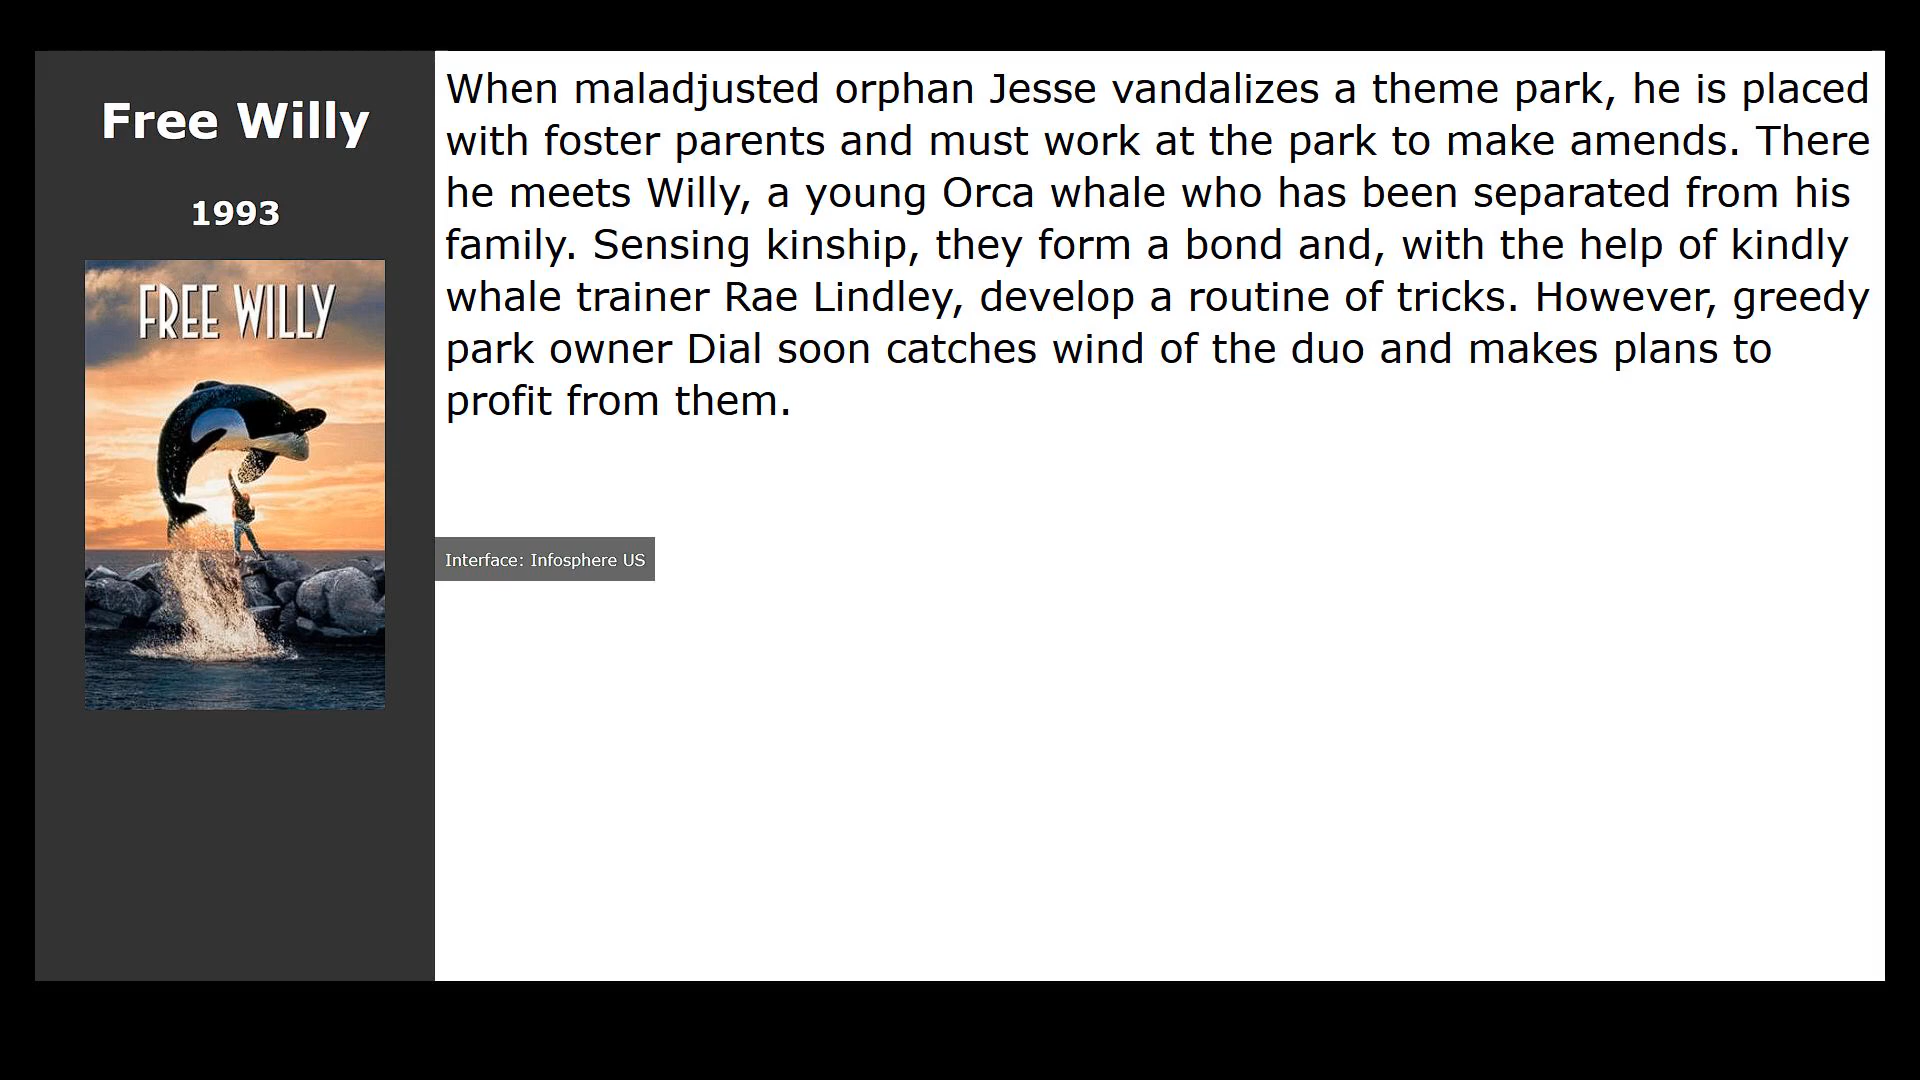 Free Willy
1993
FREE WILLY
When maladjusted orphan Jesse vandalizes a theme park, he is placed
with foster parents and must work at the park to make amends. There
he meets Willy, a young Orca whale who has been separated from his
family. Sensing kinship, they form a bond and, with the help of kindly
whale trainer Rae Lindley, develop a routine of tricks. However, greedy
park owner Dial soon catches wind of the duo and makes plans to
profit from them.
Interface: Infosphere US